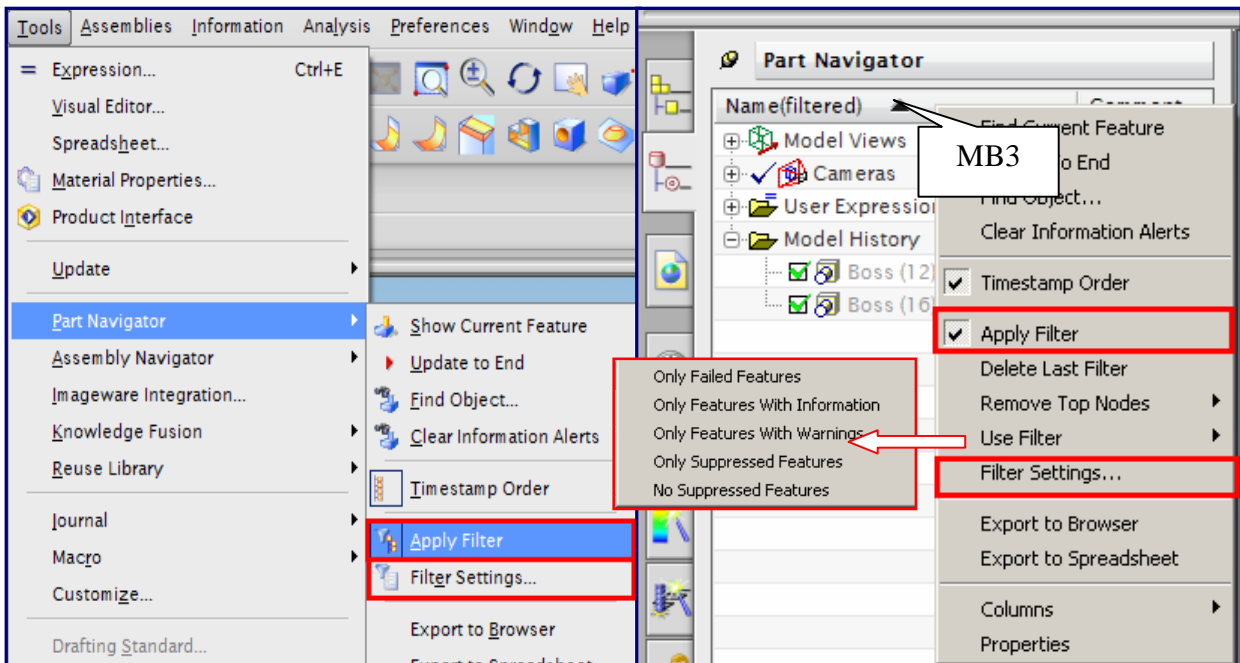 Tools Assemblies Information Analysis Preferences Window Help
Expression... Ctrl+E
Visual Editor...
Spreadsheet...
Material Properties...
Product Interface
Update
Part Navigator
Assembly Navigator
Imageware Integration...
Knowledge Fusion
Reuse Library
Journal
Macro
Customize...
Drafting Standard...
Show Current Feature
Update to End
Find Object...
Clear Information Alerts
Timestamp Order
Apply Filter
Filter Settings...
Export to Browser
Export to Spreadsheet
Part Navigator
Name(filtered) Comment
Model Views
Cameras
User Expression
Model History
Boss (12)
Boss (16)
MB3
Find Current Feature
o End
Find Object...
Clear Information Alerts
Timestamp Order
Apply Filter
Delete Last Filter
Remove Top Nodes
Use Filter
Filter Settings...
Export to Browser
Export to Spreadsheet
Columns
Properties
Only Failed Features
Only Features With Information
Only Features With Warnings
Only Suppressed Features
No Suppressed Features